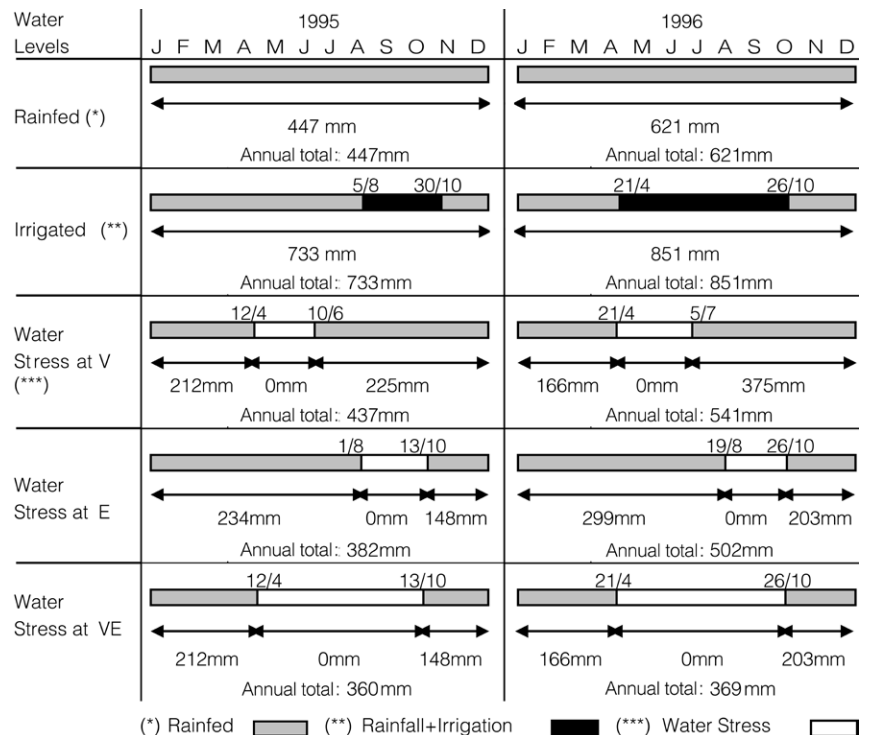 Water 1995 1996
Levels J F M A M J J A S O N D J F M A M J J A S O N D
Rainfed (*)
447 mm 621 mm
Annual total: 447mm Annual total: 621mm
5/8 30/10 21/4 26/10
Irrigated (**)
733 mm 851 mm
Annual total: 733mm Annual total: 851mm
12/4 10/6 21/4 5/7
Water
Stress at V
(***)
212mm 0mm 225mm 166mm 0mm 375mm
Annual total: 437mm Annual total: 541mm
1/8 13/10 19/8 26/10
Water
Stress at E
234mm 0mm 148mm 299mm 0mm 203mm
Annual total: 382mm Annual total: 502mm
12/4 13/10 21/4 26/10
Water
Stress at VE
212mm 0mm 148mm 166mm 0mm 203mm
Annual total: 360mm Annual total: 369mm
(*) Rainfed (**) Rainfall+Irrigation (***) Water Stress